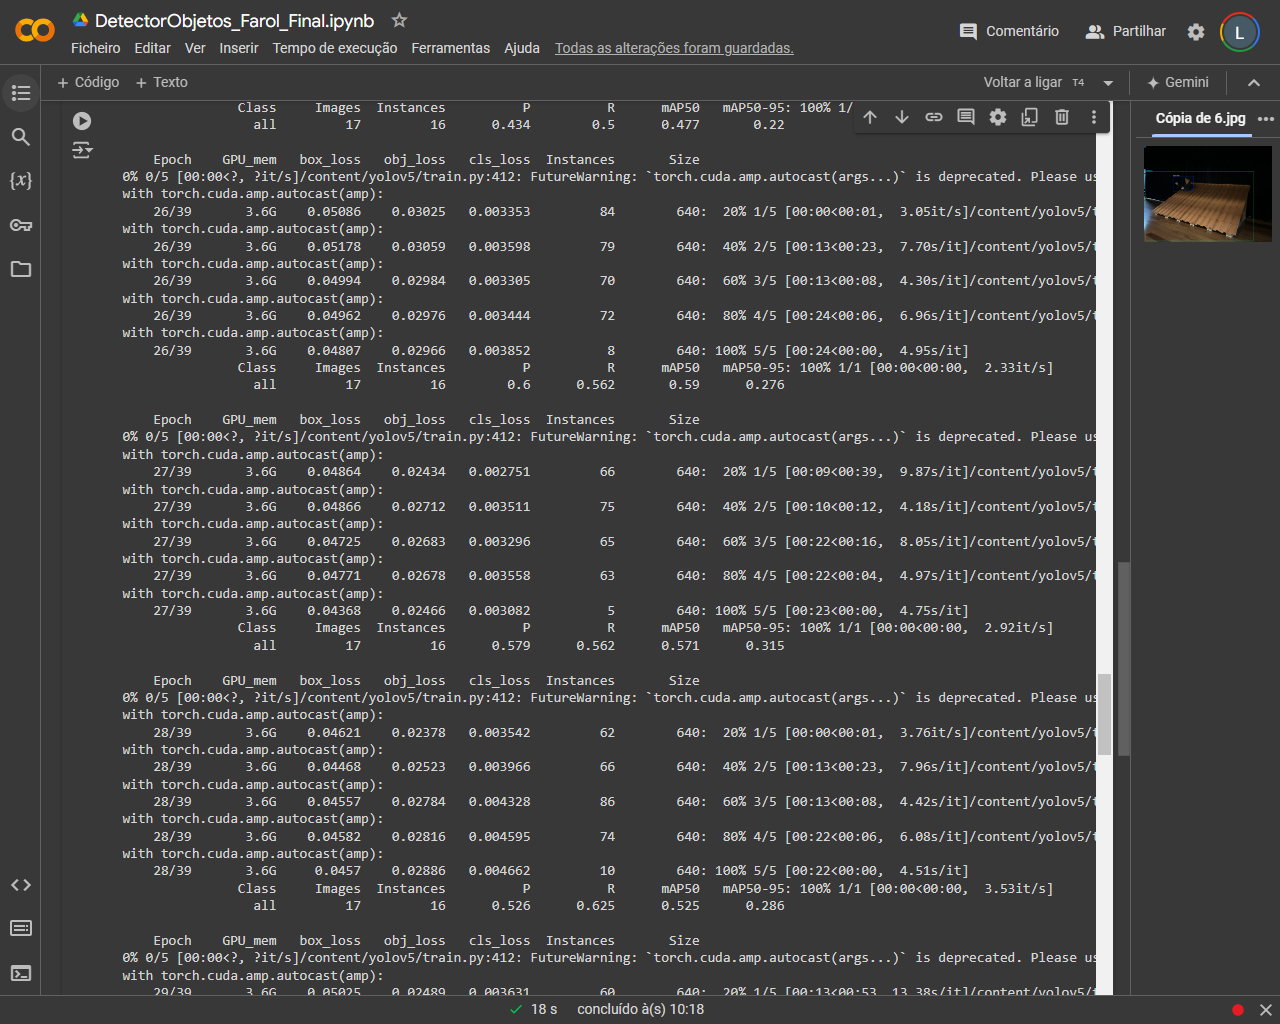 DetectorObjetos_Farol_Final.ipynb
Ficheiro Editar Ver Inserir Tempo de execução Ferramentas Ajuda Todas as alterações foram guardadas.
Comentário Partilhar L
+ Código + Texto
Voltar a ligar T4 Gemini
Cópia de 6.jpg
Class Images Instances P R mAP50 mAP50-95: 100% 1/
all 17 16 0.434 0.5 0.477 0.22
Epoch GPU_mem box_loss obj_loss cls_loss Instances Size
0% 0/5 [00:00<?, ?it/s]/content/yolov5/train.py:412: FutureWarning: `torch.cuda.amp.autocast(args...)` is deprecated. Please us
with torch.cuda.amp.autocast(amp):
26/39 3.6G 0.05086 0.03025 0.003353 84 640: 20% 1/5 [00:00<00:01, 3.05it/s]/content/yolov5/t
with torch.cuda.amp.autocast(amp):
26/39 3.6G 0.05178 0.03059 0.003598 79 640: 40% 2/5 [00:13<00:23, 7.70s/it]/content/yolov5/t
with torch.cuda.amp.autocast(amp):
26/39 3.6G 0.04994 0.02984 0.003305 70 640: 60% 3/5 [00:13<00:08, 4.30s/it]/content/yolov5/t
with torch.cuda.amp.autocast(amp):
26/39 3.6G 0.04962 0.02976 0.003444 72 640: 80% 4/5 [00:24<00:06, 6.96s/it]/content/yolov5/t
with torch.cuda.amp.autocast(amp):
26/39 3.6G 0.04807 0.02966 0.003852 8 640: 100% 5/5 [00:24<00:00, 4.95s/it]
Class Images Instances P R mAP50 mAP50-95: 100% 1/1 [00:00<00:00, 2.33it/s]
all 17 16 0.6 0.562 0.59 0.276
Epoch GPU_mem box_loss obj_loss cls_loss Instances Size
0% 0/5 [00:00<?, ?it/s]/content/yolov5/train.py:412: FutureWarning: `torch.cuda.amp.autocast(args...)` is deprecated. Please us
with torch.cuda.amp.autocast(amp):
27/39 3.6G 0.04864 0.02434 0.002751 66 640: 20% 1/5 [00:09<00:39, 9.87s/it]/content/yolov5/t
with torch.cuda.amp.autocast(amp):
27/39 3.6G 0.04866 0.02712 0.003511 75 640: 40% 2/5 [00:10<00:12, 4.18s/it]/content/yolov5/t
with torch.cuda.amp.autocast(amp):
27/39 3.6G 0.04725 0.02683 0.003296 65 640: 60% 3/5 [00:22<00:16, 8.05s/it]/content/yolov5/t
with torch.cuda.amp.autocast(amp):
27/39 3.6G 0.04771 0.02678 0.003558 63 640: 80% 4/5 [00:22<00:04, 4.97s/it]/content/yolov5/t
with torch.cuda.amp.autocast(amp):
27/39 3.6G 0.04368 0.02466 0.003082 5 640: 100% 5/5 [00:23<00:00, 4.75s/it]
Class Images Instances P R mAP50 mAP50-95: 100% 1/1 [00:00<00:00, 2.92it/s]
all 17 16 0.579 0.562 0.571 0.315
Epoch GPU_mem box_loss obj_loss cls_loss Instances Size
0% 0/5 [00:00<?, ?it/s]/content/yolov5/train.py:412: FutureWarning: `torch.cuda.amp.autocast(args...)` is deprecated. Please us
with torch.cuda.amp.autocast(amp):
28/39 3.6G 0.04621 0.02378 0.003542 62 640: 20% 1/5 [00:00<00:01, 3.76it/s]/content/yolov5/t
with torch.cuda.amp.autocast(amp):
28/39 3.6G 0.04468 0.02523 0.003966 66 640: 40% 2/5 [00:13<00:23, 7.96s/it]/content/yolov5/t
with torch.cuda.amp.autocast(amp):
28/39 3.6G 0.04557 0.02784 0.004328 86 640: 60% 3/5 [00:13<00:08, 4.42s/it]/content/yolov5/t
with torch.cuda.amp.autocast(amp):
28/39 3.6G 0.04582 0.02816 0.004595 74 640: 80% 4/5 [00:22<00:06, 6.08s/it]/content/yolov5/t
with torch.cuda.amp.autocast(amp):
28/39 3.6G 0.0457 0.02886 0.004662 10 640: 100% 5/5 [00:22<00:00, 4.51s/it]
Class Images Instances P R mAP50 mAP50-95: 100% 1/1 [00:00<00:00, 3.53it/s]
all 17 16 0.526 0.625 0.525 0.286
Epoch GPU_mem box_loss obj_loss cls_loss Instances Size
0% 0/5 [00:00<?, ?it/s]/content/yolov5/train.py:412: FutureWarning: `torch.cuda.amp.autocast(args...)` is deprecated. Please us
with torch.cuda.amp.autocast(amp):
29/39 3.6G 0.05025 0.02489 0.003631 60 640: 20% 1/5 [00:13<00:53, 13.38s/it]/content/yolov5/t
18 s concluído à(s) 10:18